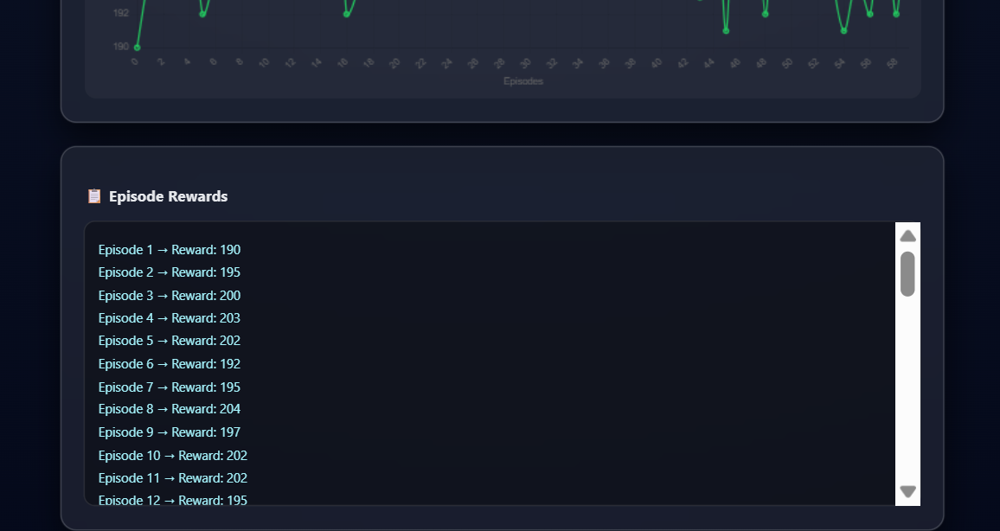 192
190
0 2 4 6 8 10 12 14 16 18 20 22 24 26 28 30 32 34 36 38 40 42 44 46 48 50 52 54 56 58
Episodes
📋 Episode Rewards
Episode 1 → Reward: 190
Episode 2 → Reward: 195
Episode 3 → Reward: 200
Episode 4 → Reward: 203
Episode 5 → Reward: 202
Episode 6 → Reward: 192
Episode 7 → Reward: 195
Episode 8 → Reward: 204
Episode 9 → Reward: 197
Episode 10 → Reward: 202
Episode 11 → Reward: 202
Episode 12 → Reward: 195